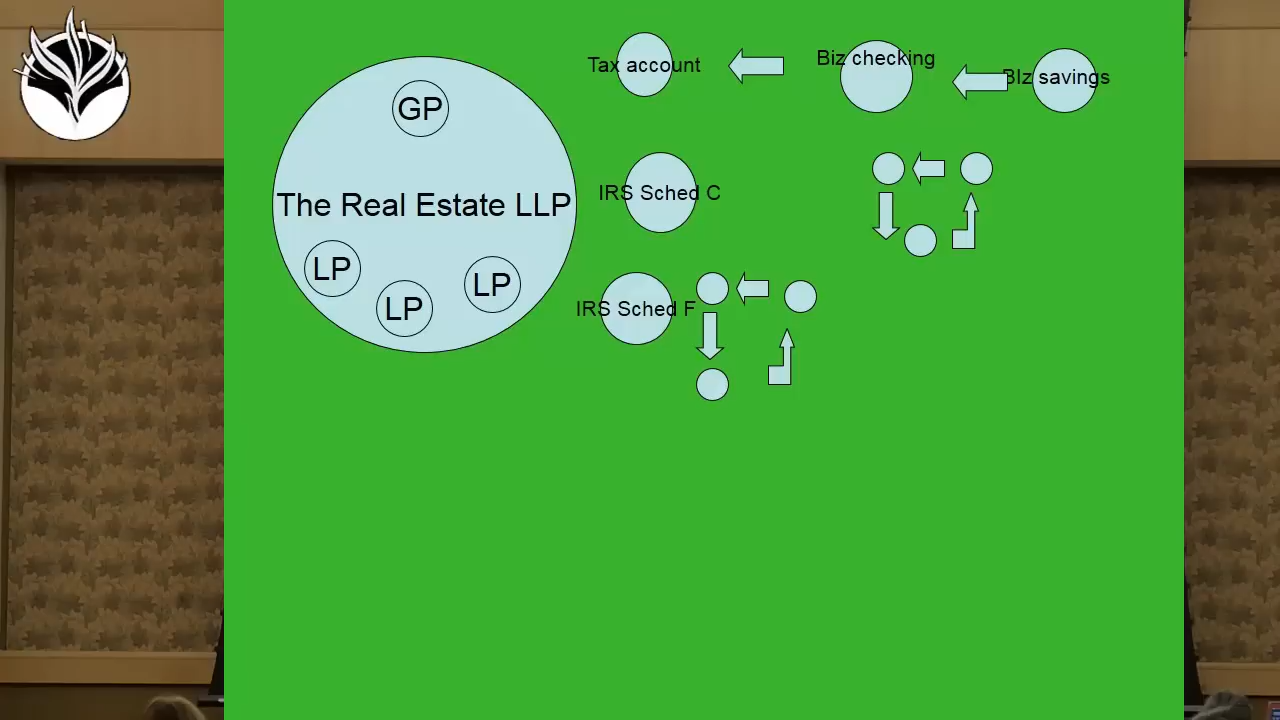 GP
The Real Estate LLP
LP
LP
LP
Tax account
Biz checking
BIz savings
IRS Sched C
IRS Sched F